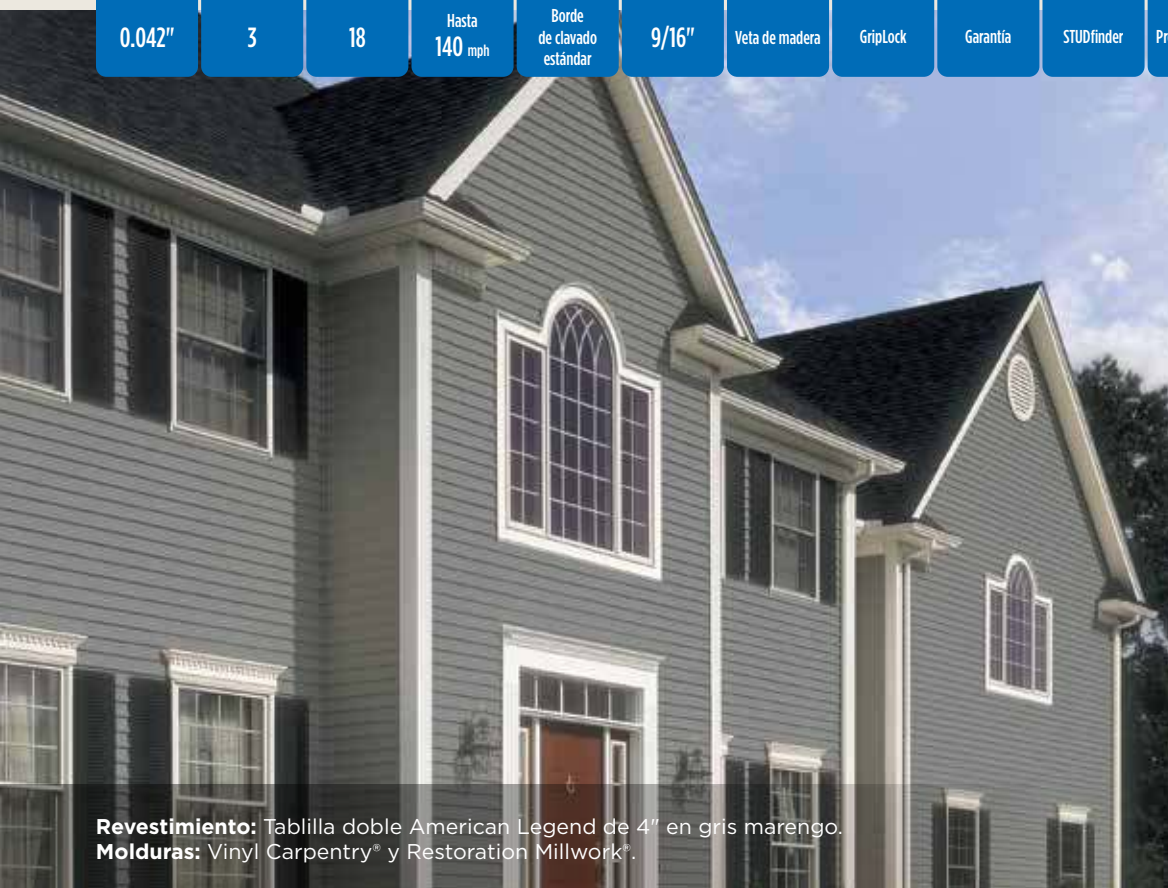 0.042"
3
18
Hasta
140 mph
Borde
de clavado
estándar
9/16"
Veta de madera
GripLock
Garantía
STUDfinder
Revestimiento: Tablilla doble American Legend de 4" en gris marengo.
Molduras: Vinyl Carpentry® y Restoration Millwork®.